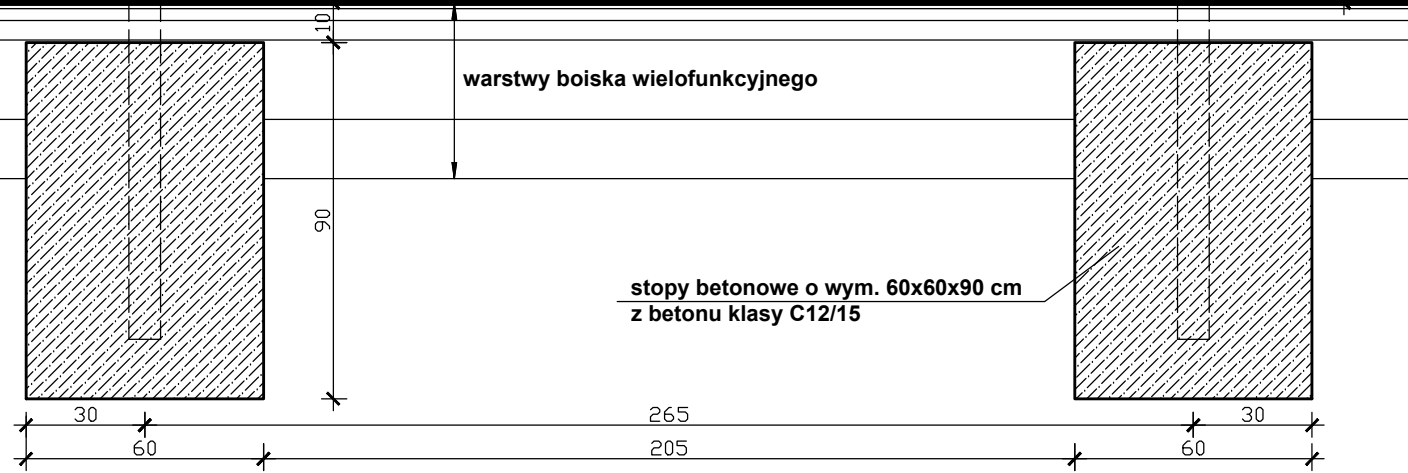 10
warstwy boiska wielofunkcyjnego
90
stopy betonowe o wym. 60x60x90 cm
z betonu klasy C12/15
30 265 30
60 205 60